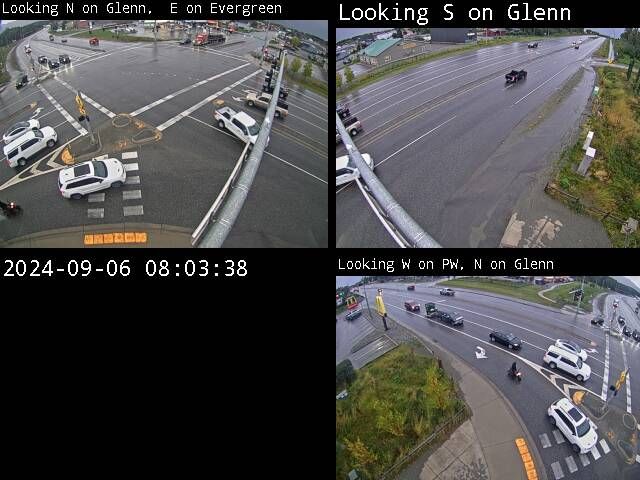 Looking N on Glenn, E on Evergreen
Looking S on Glenn
2024-09-06 08:03:38
Looking W on PW, N on Glenn